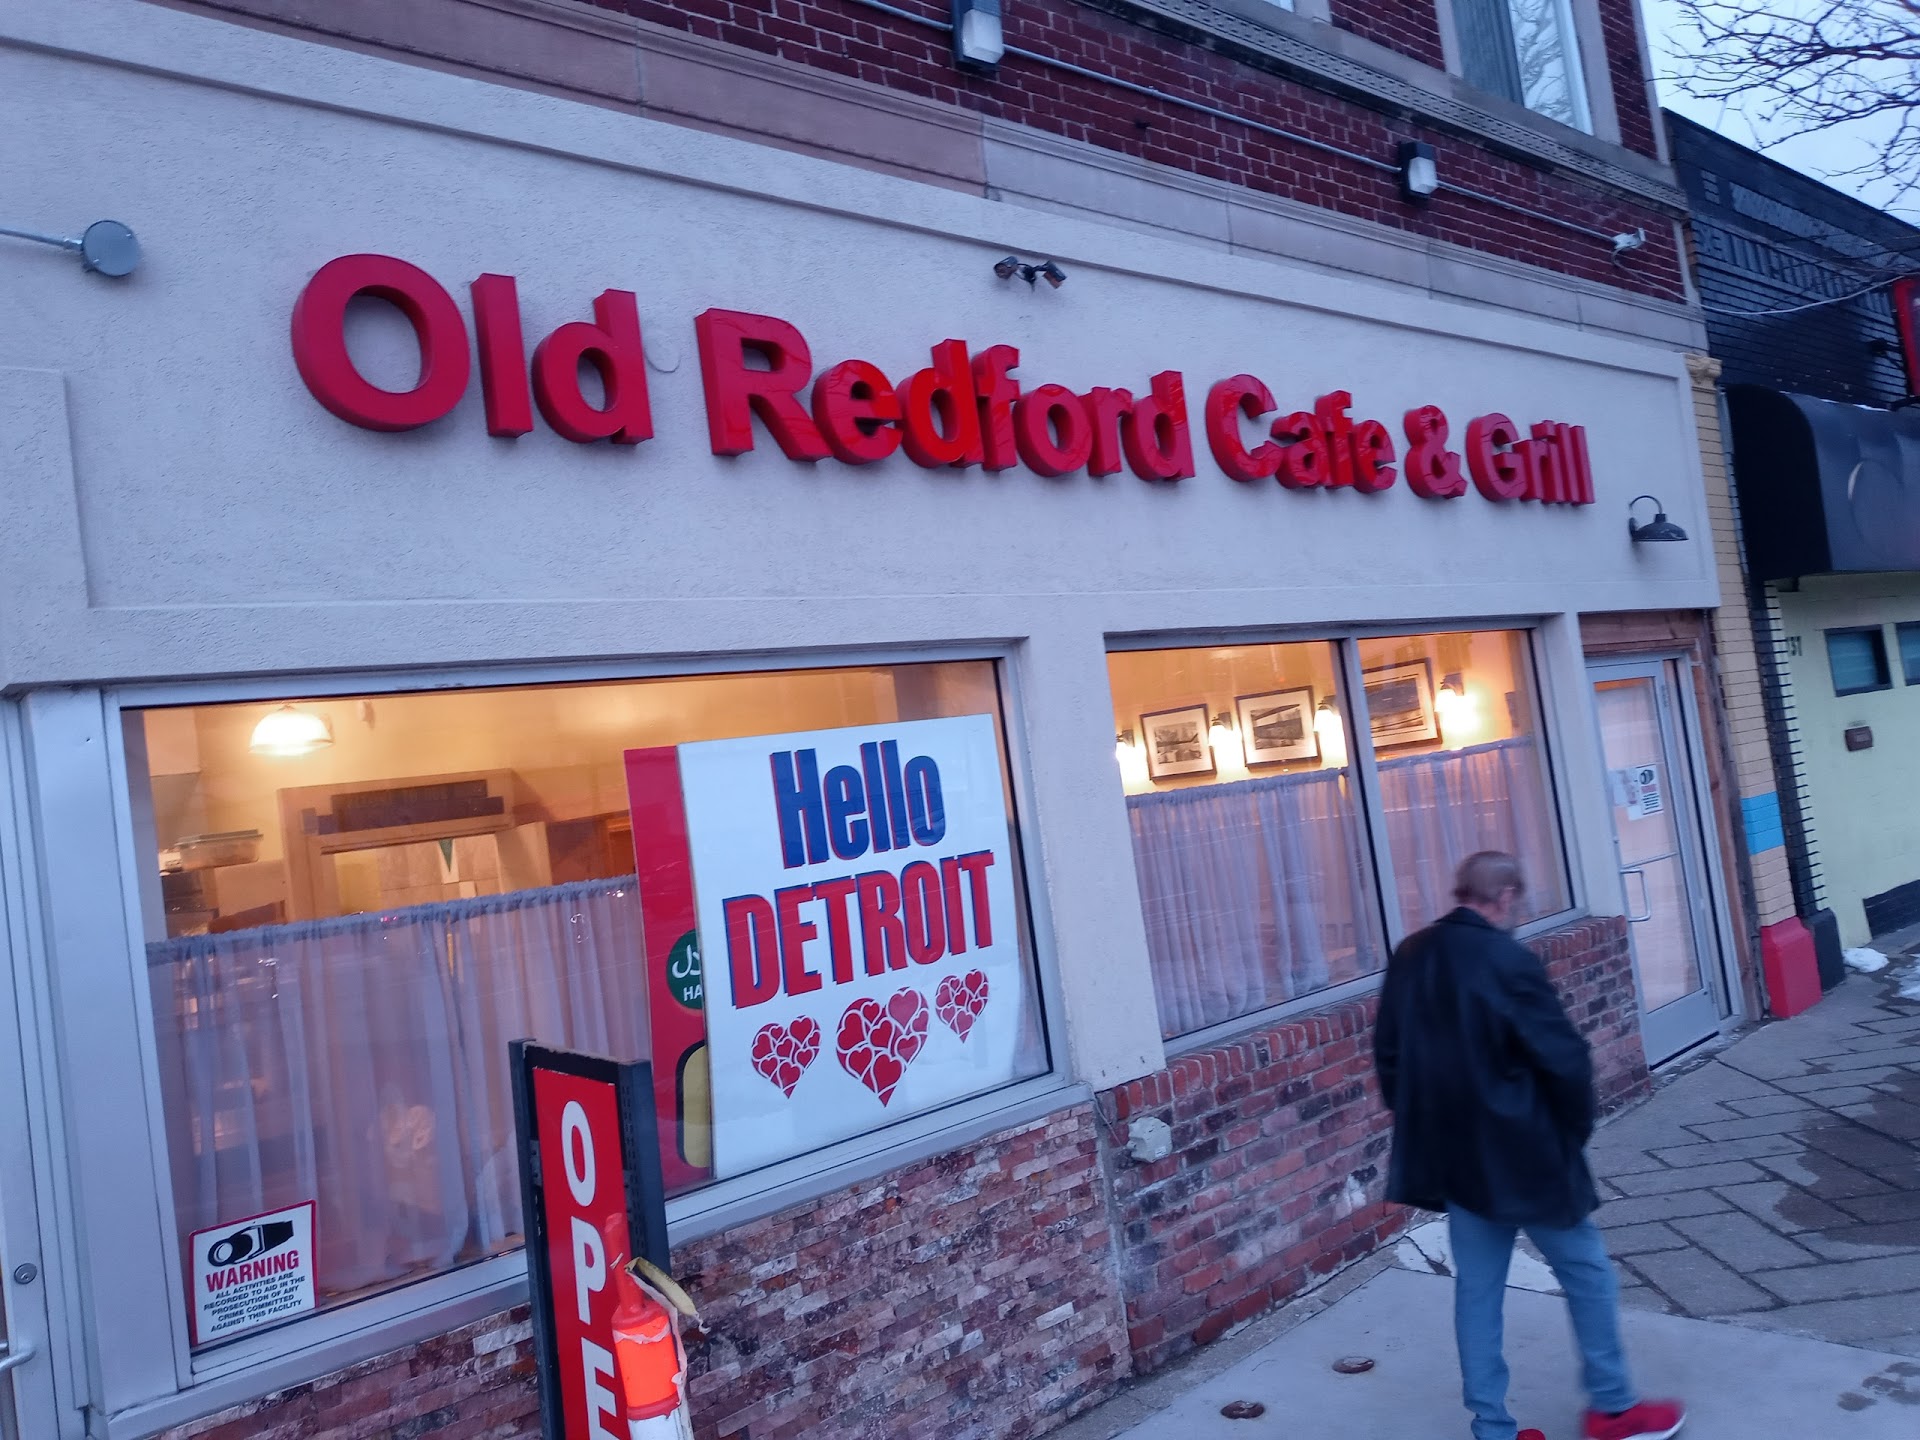 Old Redford Cafe & Grill
Hello
DETROIT
WARNING
ALL ACTIVITIES ARE
RECORDED TO AID IN THE
PROSECUTION OF ANY
CRIME COMMITTED
AGAINST THIS FACILITY
OPE
HA